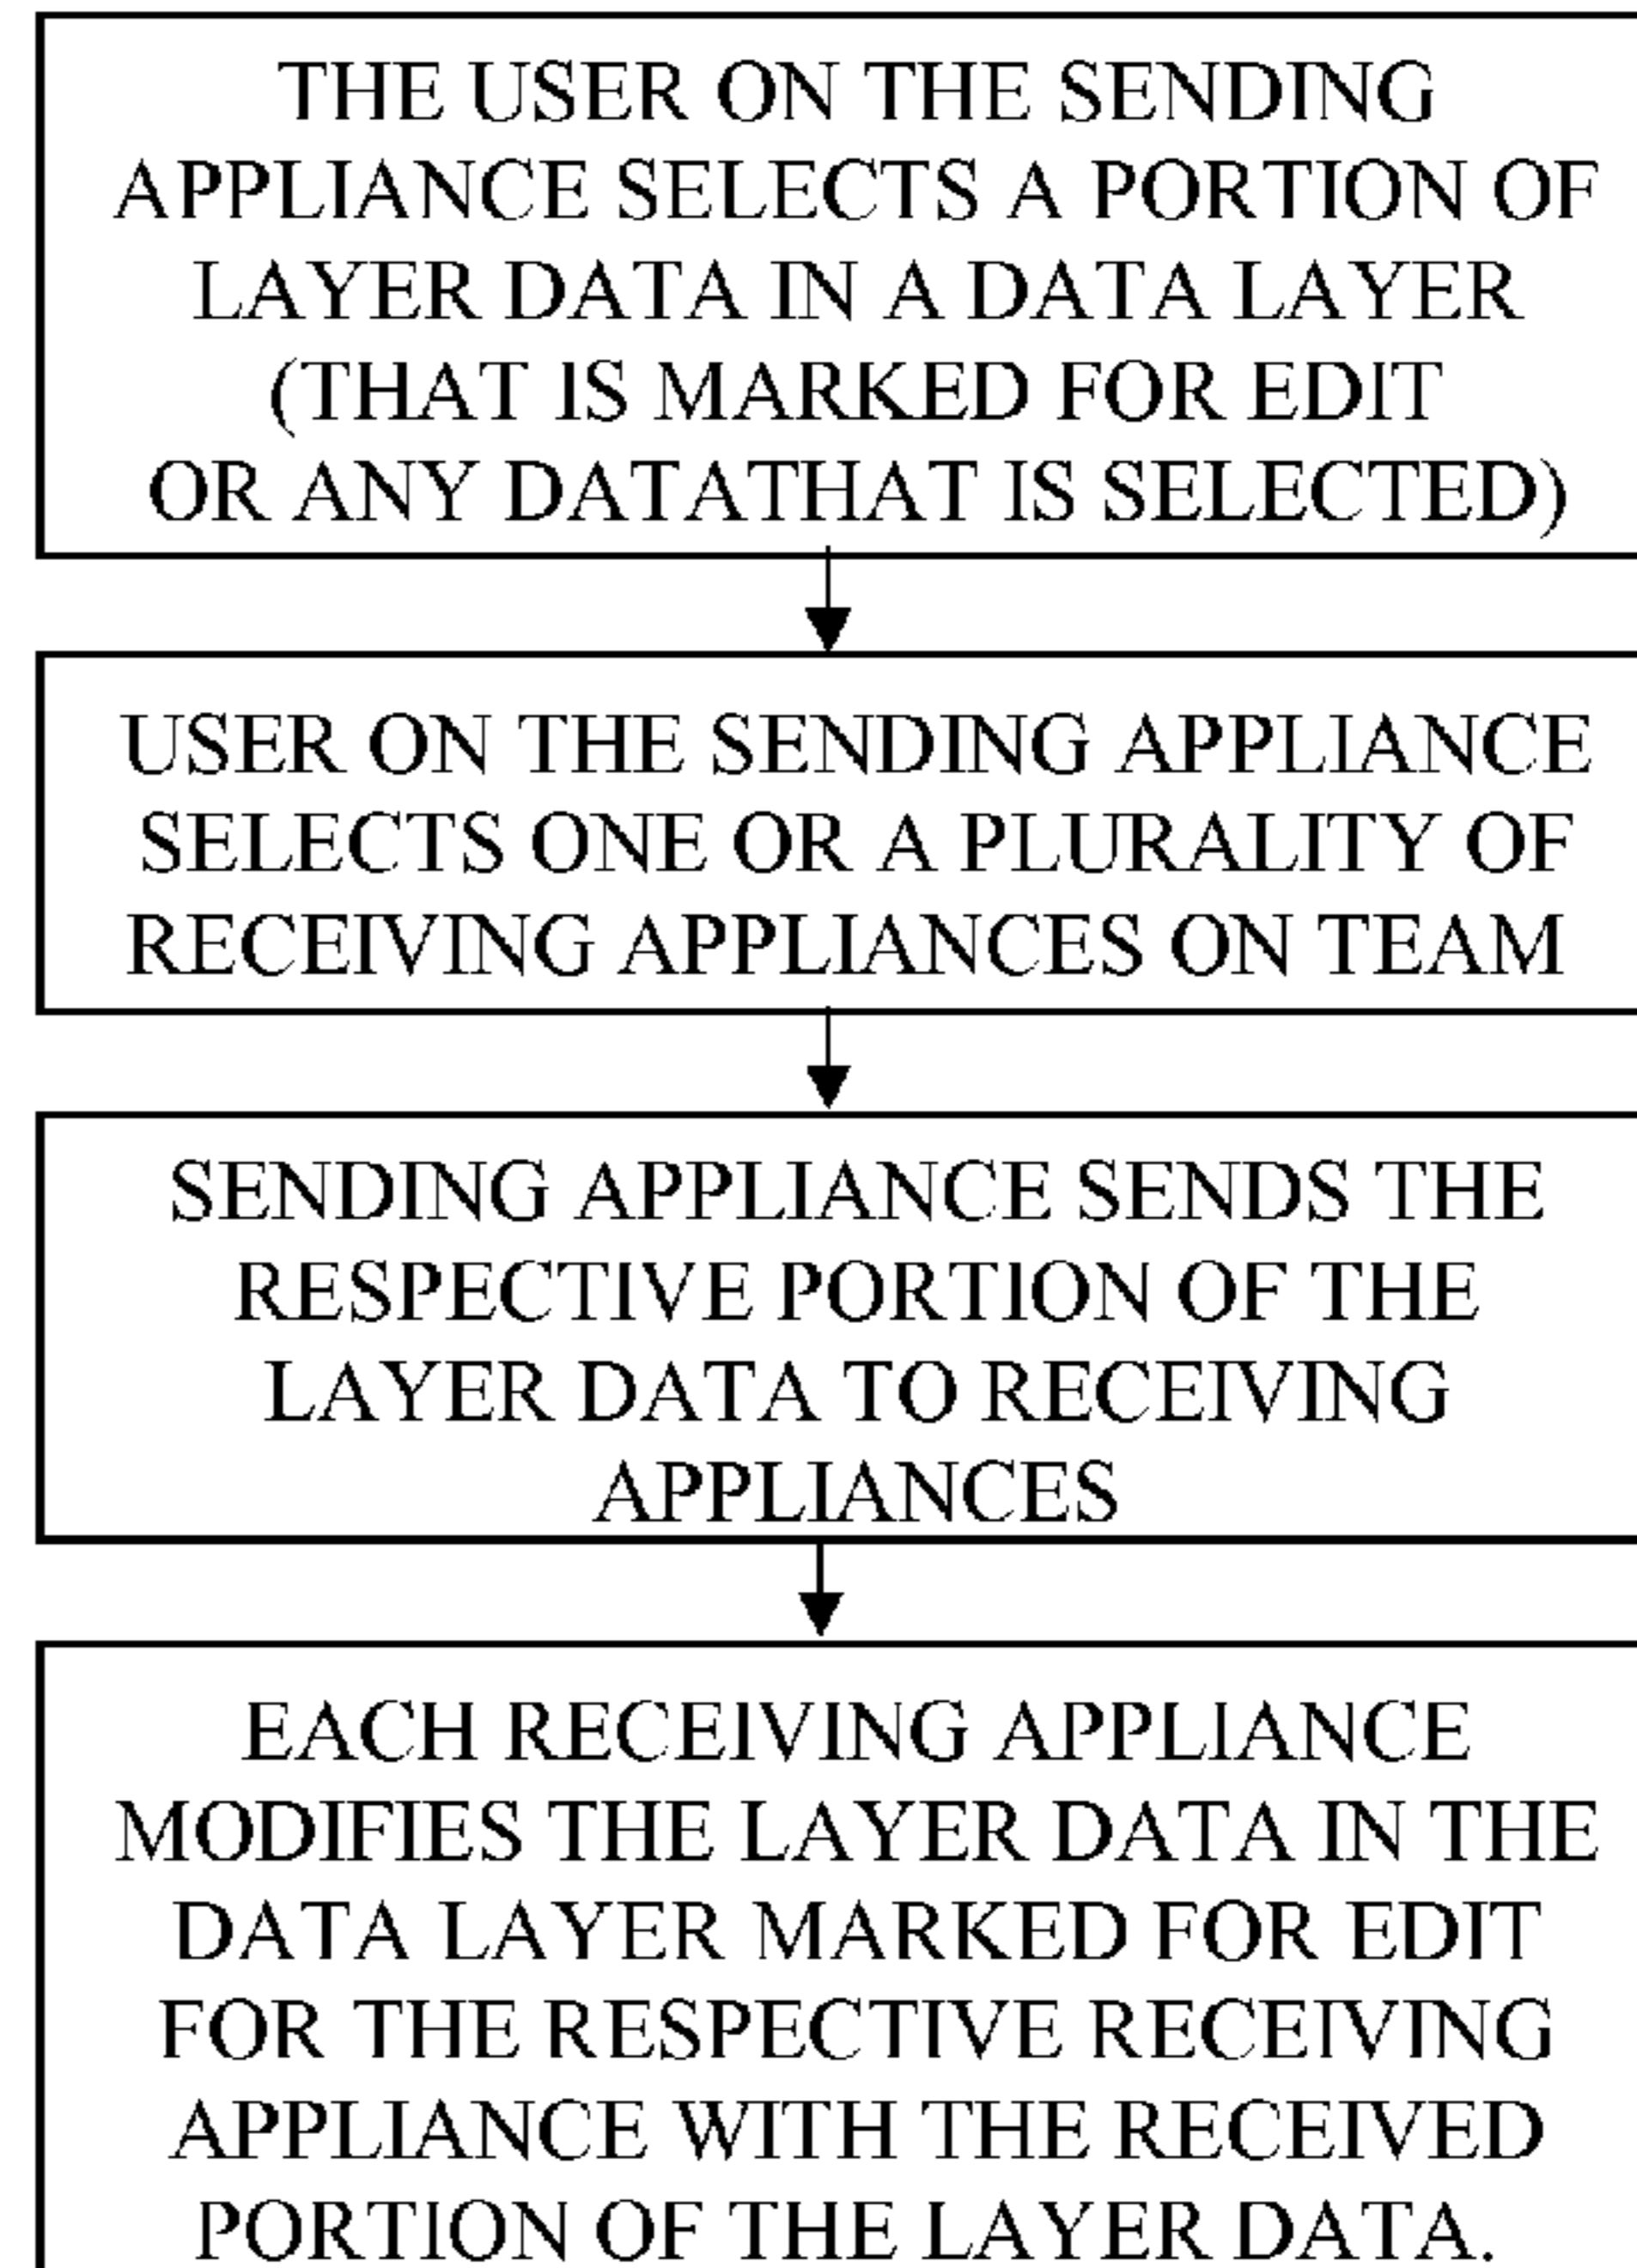 THE USER ON THE SENDING
APPLIANCE SELECTS A PORTION OF
LAYER DATA IN A DATA LAYER
(THAT IS MARKED FOR EDIT
OR ANY DATATHAT IS SELECTED)
USER ON THE SENDING APPLIANCE
SELECTS ONE OR A PLURALITY OF
RECEIVING APPLIANCES ON TEAM
SENDING APPLIANCE SENDS THE
RESPECTIVE PORTION OF THE
LAYER DATA TO RECEIVING
APPLIANCES
EACH RECEIVING APPLIANCE
MODIFIES THE LAYER DATA IN THE
DATA LAYER MARKED FOR EDIT
FOR THE RESPECTIVE RECEIVING
APPLIANCE WITH THE RECEIVED
PORTION OF THE LAYER DATA.